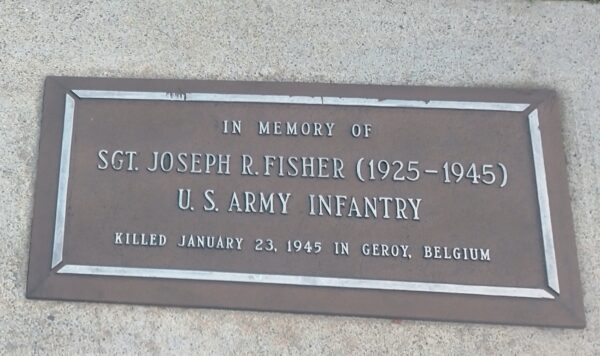 IN MEMORY OF
SGT. JOSEPH R. FISHER (1925-1945)
U. S. ARMY INFANTRY
KILLED JANUARY 23, 1945 IN GEROY, BELGIUM